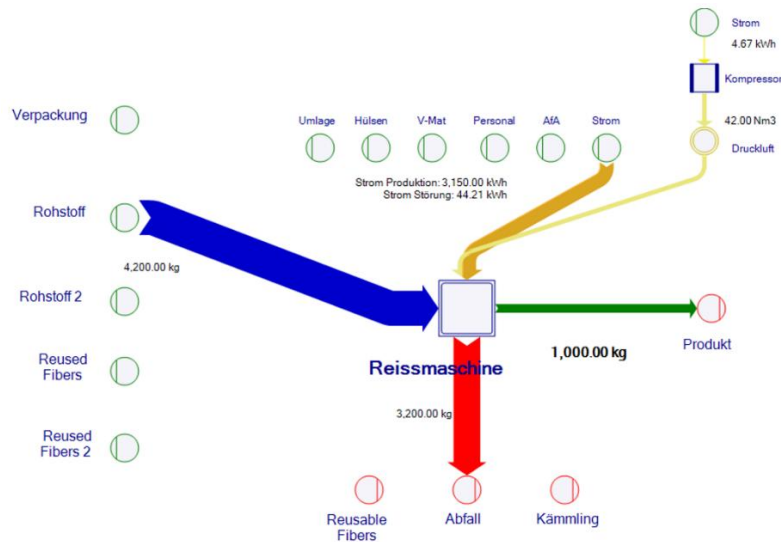 Strom
4.67 kWh
Kompressor
Verpackung
Umlage
Hülsen
V-Mat
Personal
AfA
Strom
42.00 Nm3
Druckluft
Strom Produktion: 3,150.00 kWh
Strom Störung: 44.21 kWh
Rohstoff
4,200.00 kg
Rohstoff 2
Reissmaschine
1,000.00 kg
Produkt
Reused
Fibers
3,200.00 kg
Reused
Fibers 2
Reusable
Fibers
Abfall
Kämmling